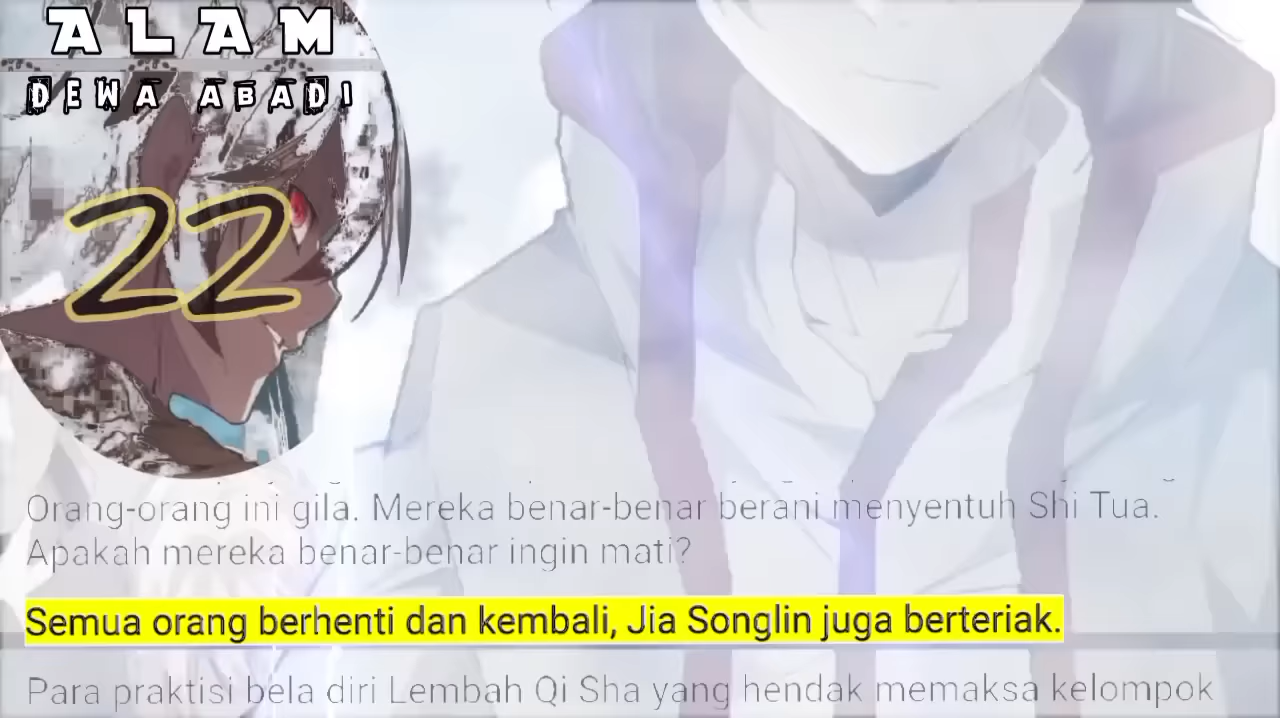 ALAM
DEWA ABADI
22
Orang-orang ini gila. Mereka benar-benar berani menyentuh Shi Tua.
Apakah mereka benar-benar ingin mati?
Semua orang berhenti dan kembali, Jia Songlin juga berteriak.
Para praktisi bela diri Lembah Qi Sha yang hendak memaksa kelompok